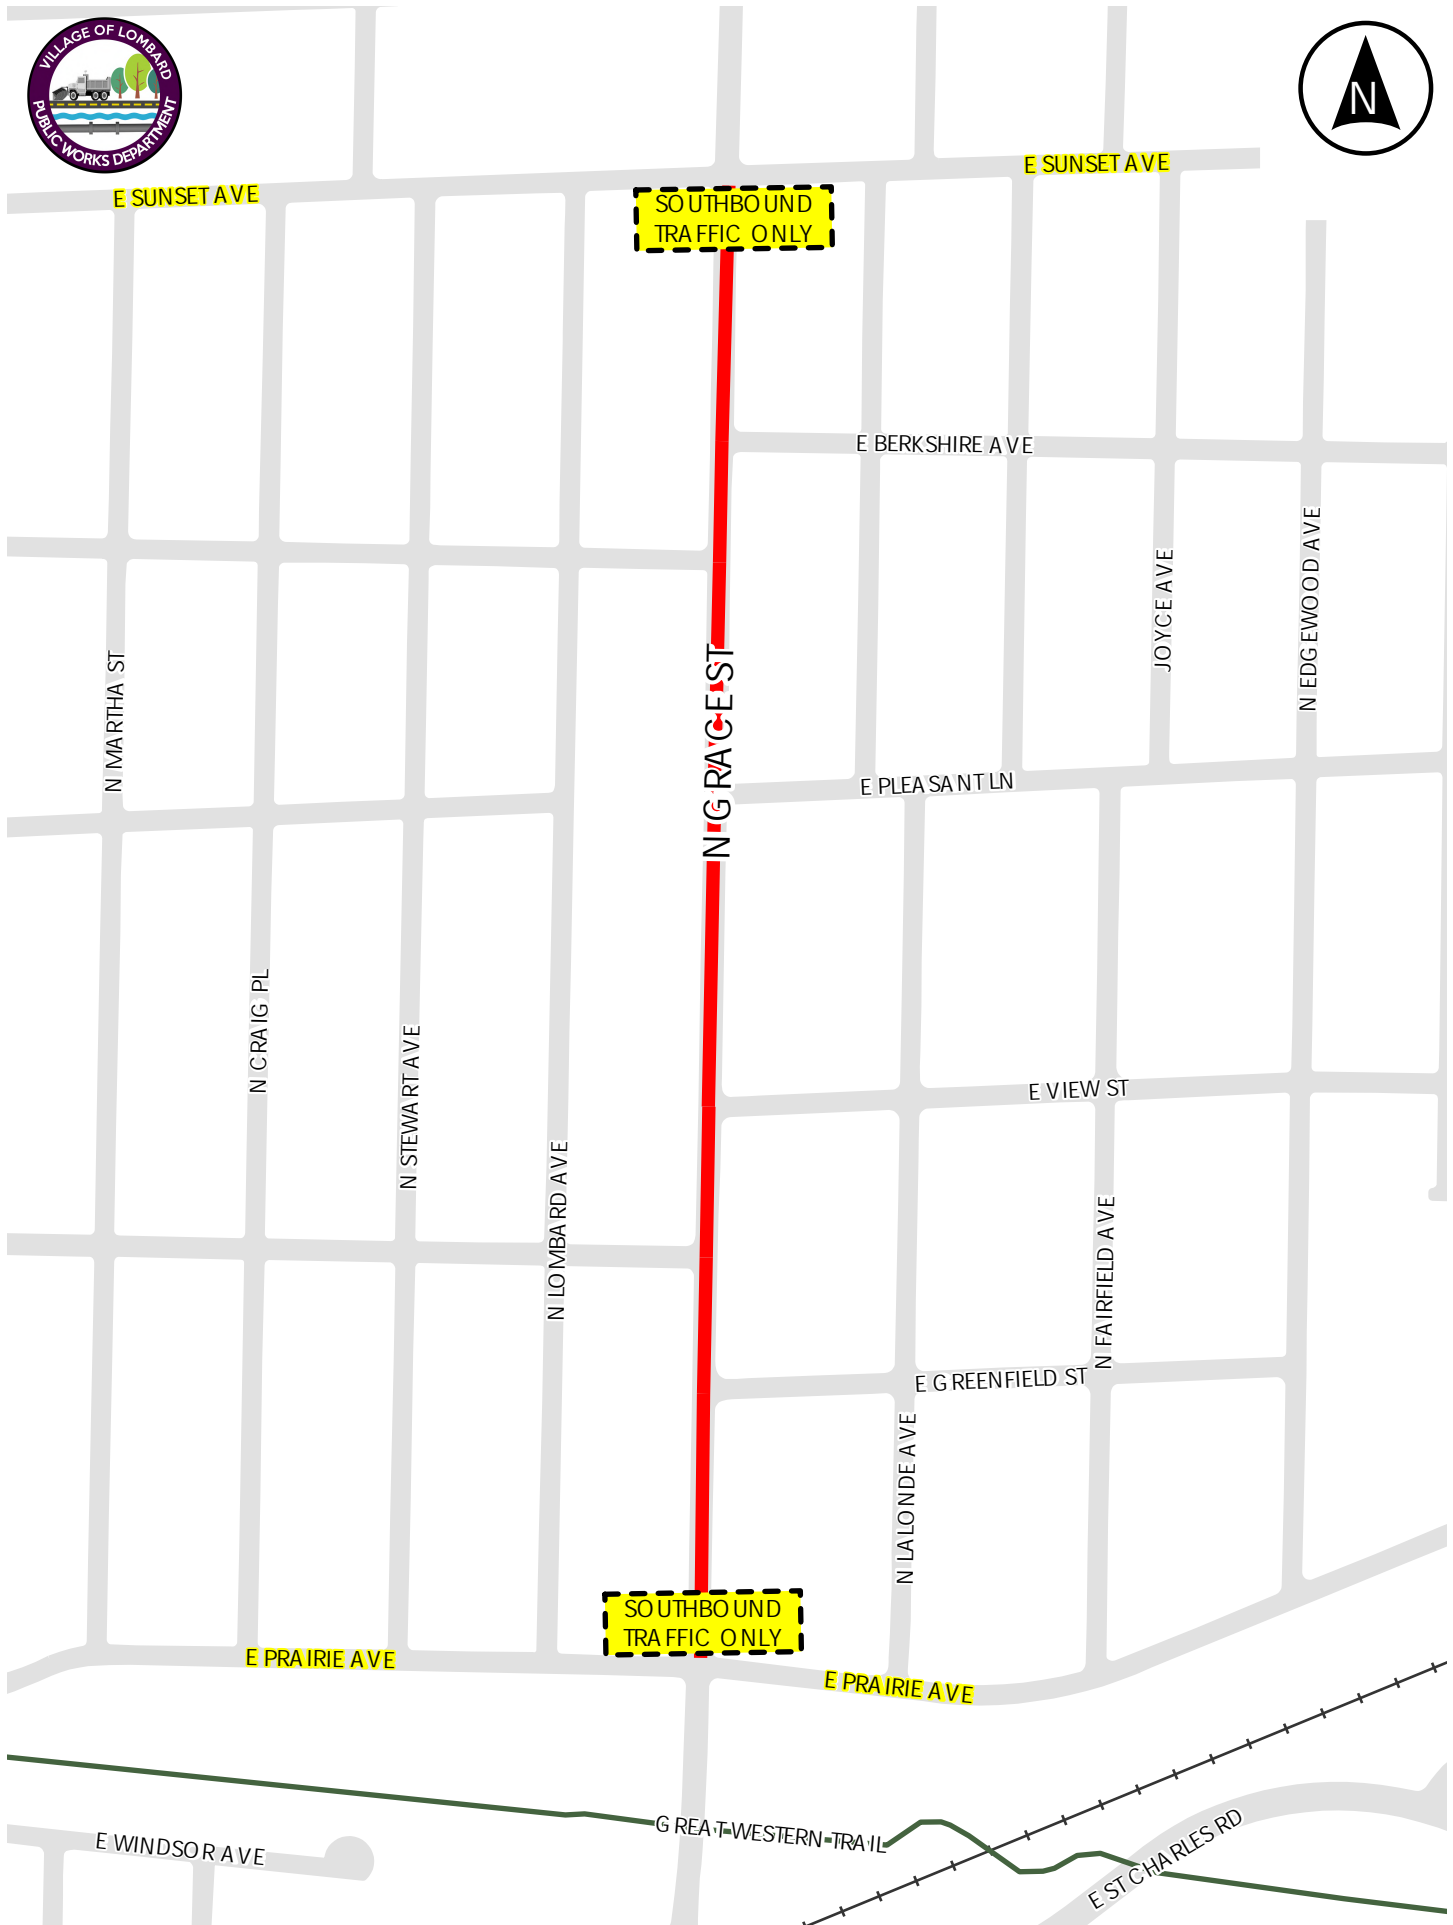 VILLAGE OF LOMBARD
PUBLIC WORKS DEPARTMENT
N
E SUNSET AVE
E SUNSET AVE
SOUTHBOUND
TRAFFIC ONLY
E BERKSHIRE AVE
N EDGEWOOD AVE
JOYCE AVE
N MARTHA ST
N GRACE ST
E PLEASANT LN
N CRAIG PL
N STEWART AVE
E VIEW ST
N LOMBARD AVE
N FAIRFIELD AVE
E GREENFIELD ST
N LALONDE AVE
SOUTHBOUND
TRAFFIC ONLY
E PRAIRIE AVE
E PRAIRIE AVE
GREAT WESTERN TRAIL
E WINDSOR AVE
E ST CHARLES RD